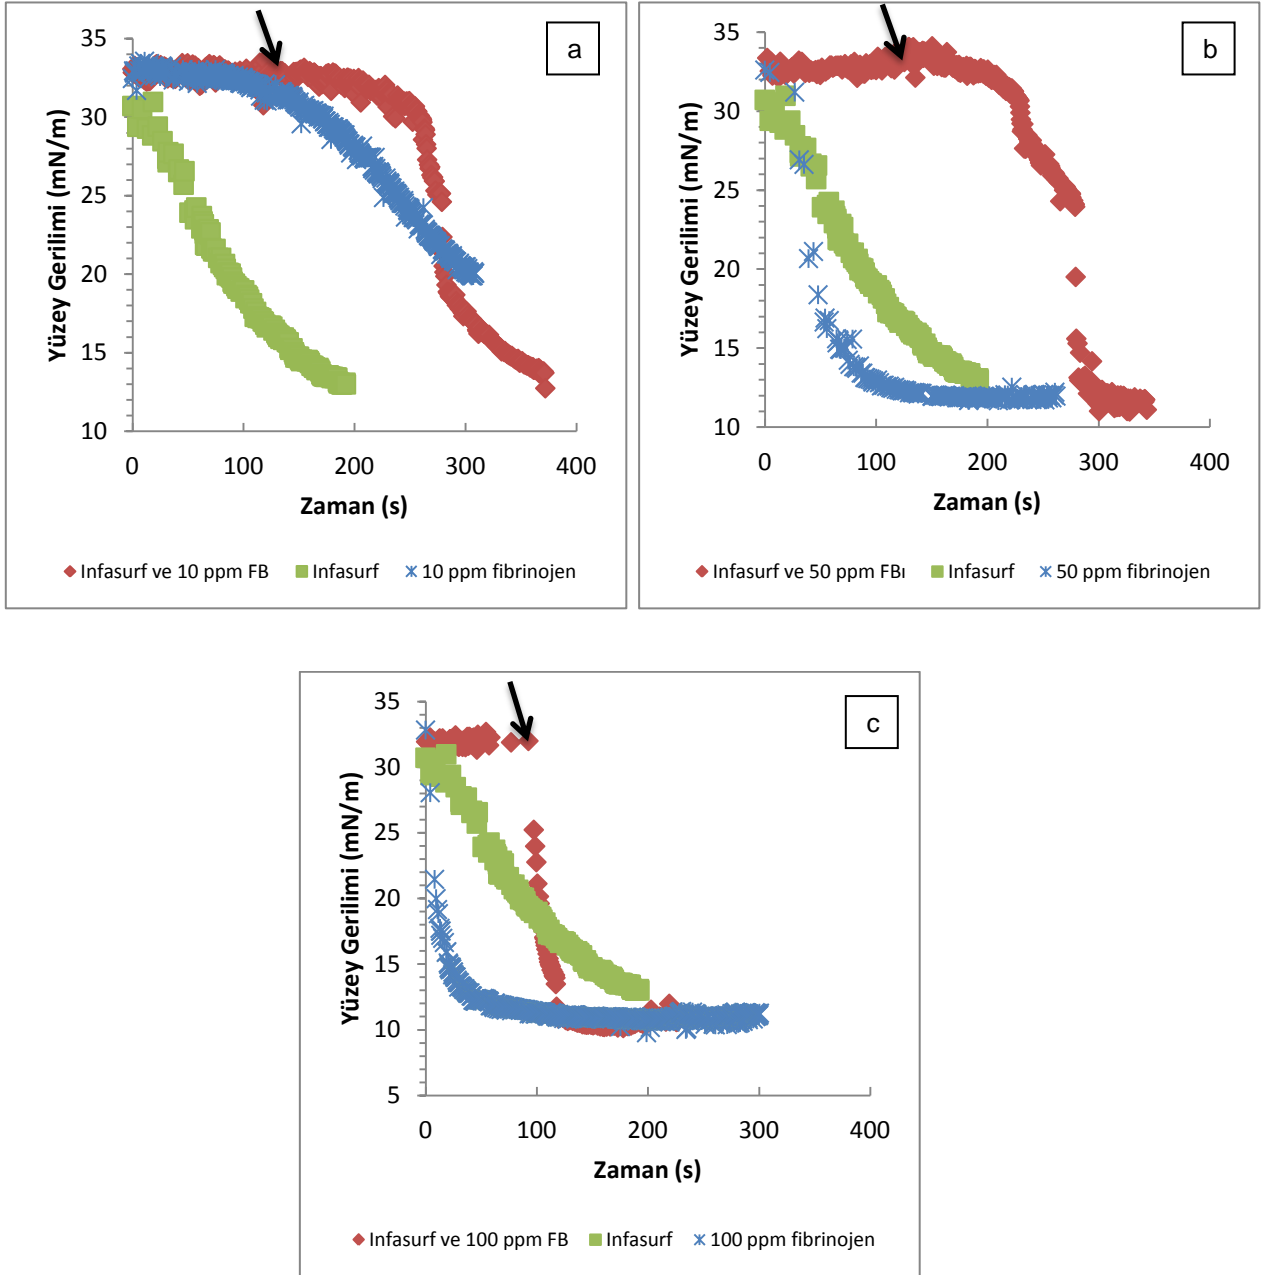 a
35
30
25
20
15
10
Yüzey Gerilimi (mN/m)
0 100 200 300 400
Zaman (s)
Infasurf ve 10 ppm FB Infasurf 10 ppm fibrinojen
b
35
30
25
20
15
10
Yüzey Gerilimi (mN/m)
0 100 200 300 400
Zaman (s)
Infasurf ve 50 ppm FBı Infasurf 50 ppm fibrinojen
c
35
30
25
20
15
10
5
Yüzey Gerilimi (mN/m)
0 100 200 300 400
Zaman (s)
Infasurf ve 100 ppm FB Infasurf 100 ppm fibrinojen